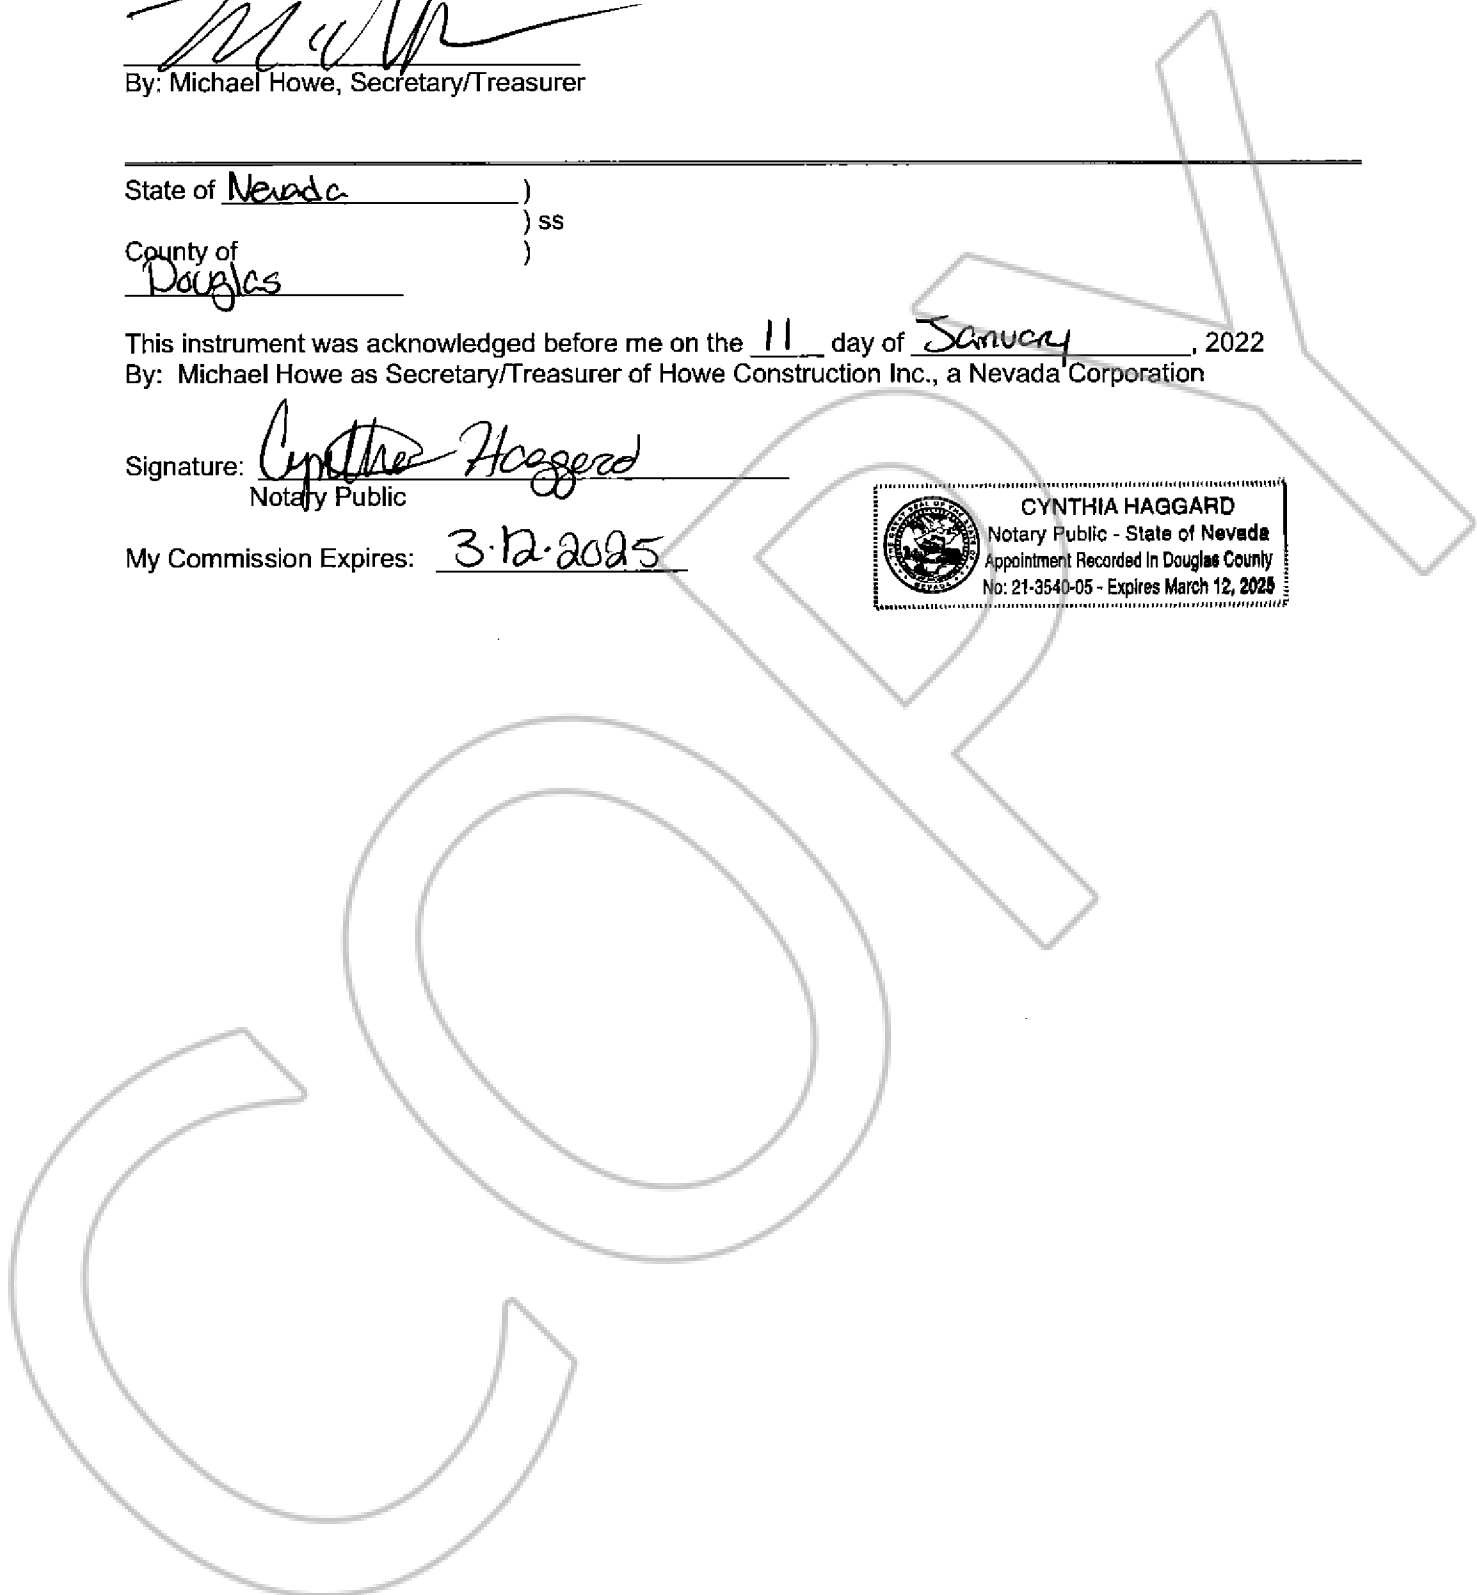 By: Michael Howe, Secretary/Treasurer
State of Nevada )
) ss
County of )
Douglas
This instrument was acknowledged before me on the 11 day of January, 2022
By: Michael Howe as Secretary/Treasurer of Howe Construction Inc., a Nevada Corporation
Signature: Cynthia Haggard
Notary Public
My Commission Expires: 3.12.2025
CYNTHIA HAGGARD
Notary Public - State of Nevada
Appointment Recorded in Douglas County
No: 21-3540-05 - Expires March 12, 2025
COPY